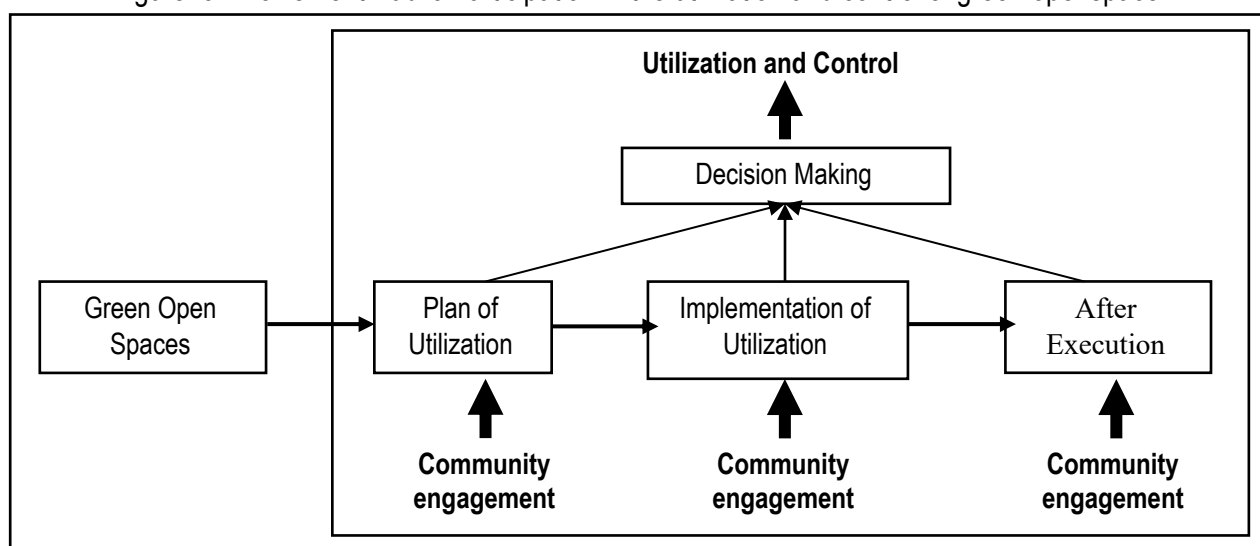 Utilization and Control
Decision Making
Green Open
Spaces
Plan of
Utilization
Implementation of
Utilization
After
Execution
Community
engagement
Community
engagement
Community
engagement